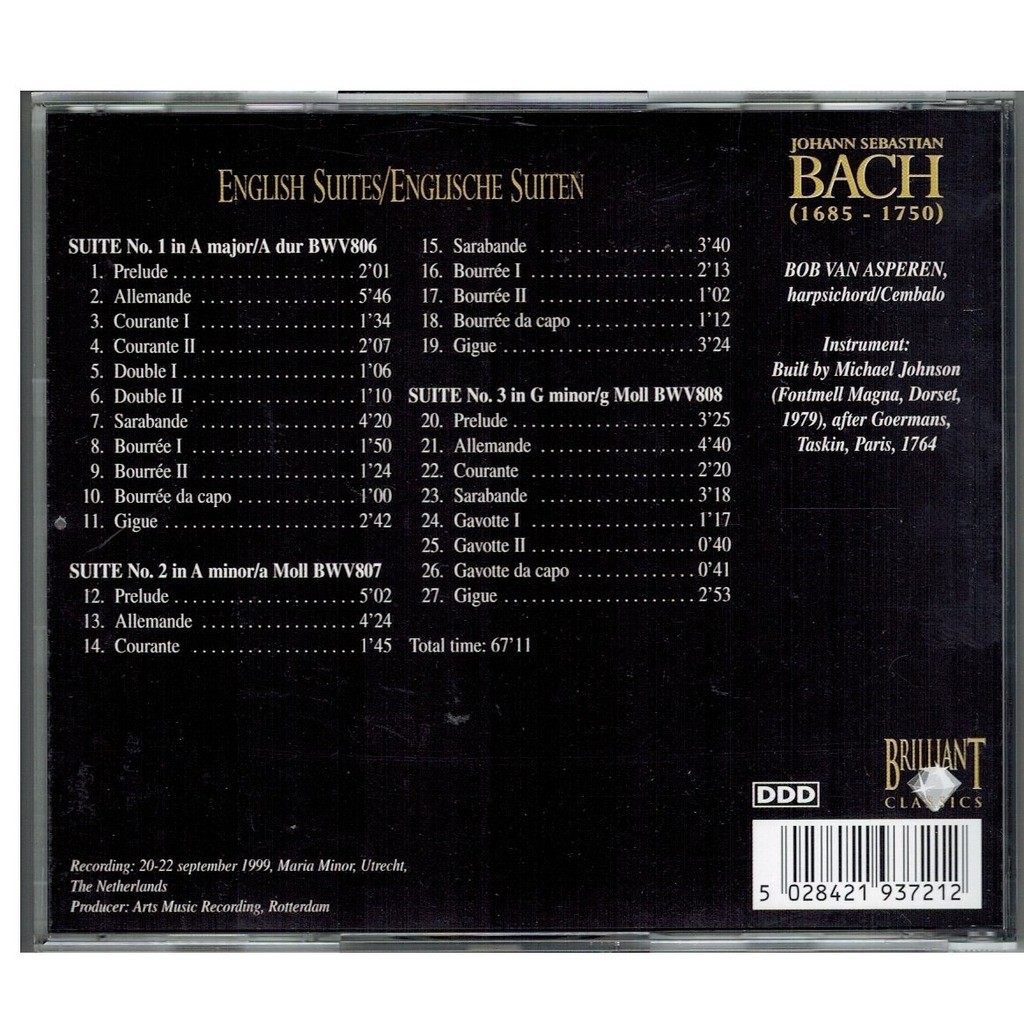 ENGLISH SUITES/ENGLISCHE SUITEN
SUITE No. 1 in A major/A dur BWV806
1. Prelude ........................ 2'01
2. Allemande .................... 5'46
3. Courante I .................... 1'34
4. Courante II .................... 2'07
5. Double I ...................... 1'06
6. Double II ...................... 1'10
7. Sarabande .................... 4'20
8. Bourrée I ...................... 1'50
9. Bourrée II .................... 1'24
10. Bourrée da capo ............... 1'00
11. Gigue ......................... 2'42
SUITE No. 2 in A minor/a Moll BWV807
12. Prelude ........................ 5'02
13. Allemande .................... 4'24
14. Courante ..................... 1'45
15. Sarabande .................... 3'40
16. Bourrée I ...................... 2'13
17. Bourrée II .................... 1'02
18. Bourrée da capo ............... 1'12
19. Gigue ......................... 3'24
SUITE No. 3 in G minor/g Moll BWV808
20. Prelude ........................ 3'25
21. Allemande .................... 4'40
22. Courante ..................... 2'20
23. Sarabande .................... 3'18
24. Gavotte I ...................... 1'17
25. Gavotte II ..................... 0'40
26. Gavotte da capo ............... 0'41
27. Gigue ......................... 2'53
Total time: 67'11
JOHANN SEBASTIAN
BACH
(1685 - 1750)
BOB VAN ASPEREN,
harpsichord/Cembalo
Instrument:
Built by Michael Johnson
(Fontmell Magna, Dorset,
1979), after Goermans,
Taskin, Paris, 1764
BRILLIANT
CLASSICS
DDD
5 028421 937212
Recording: 20-22 september 1999, Maria Minor, Utrecht,
The Netherlands
Producer: Arts Music Recording, Rotterdam